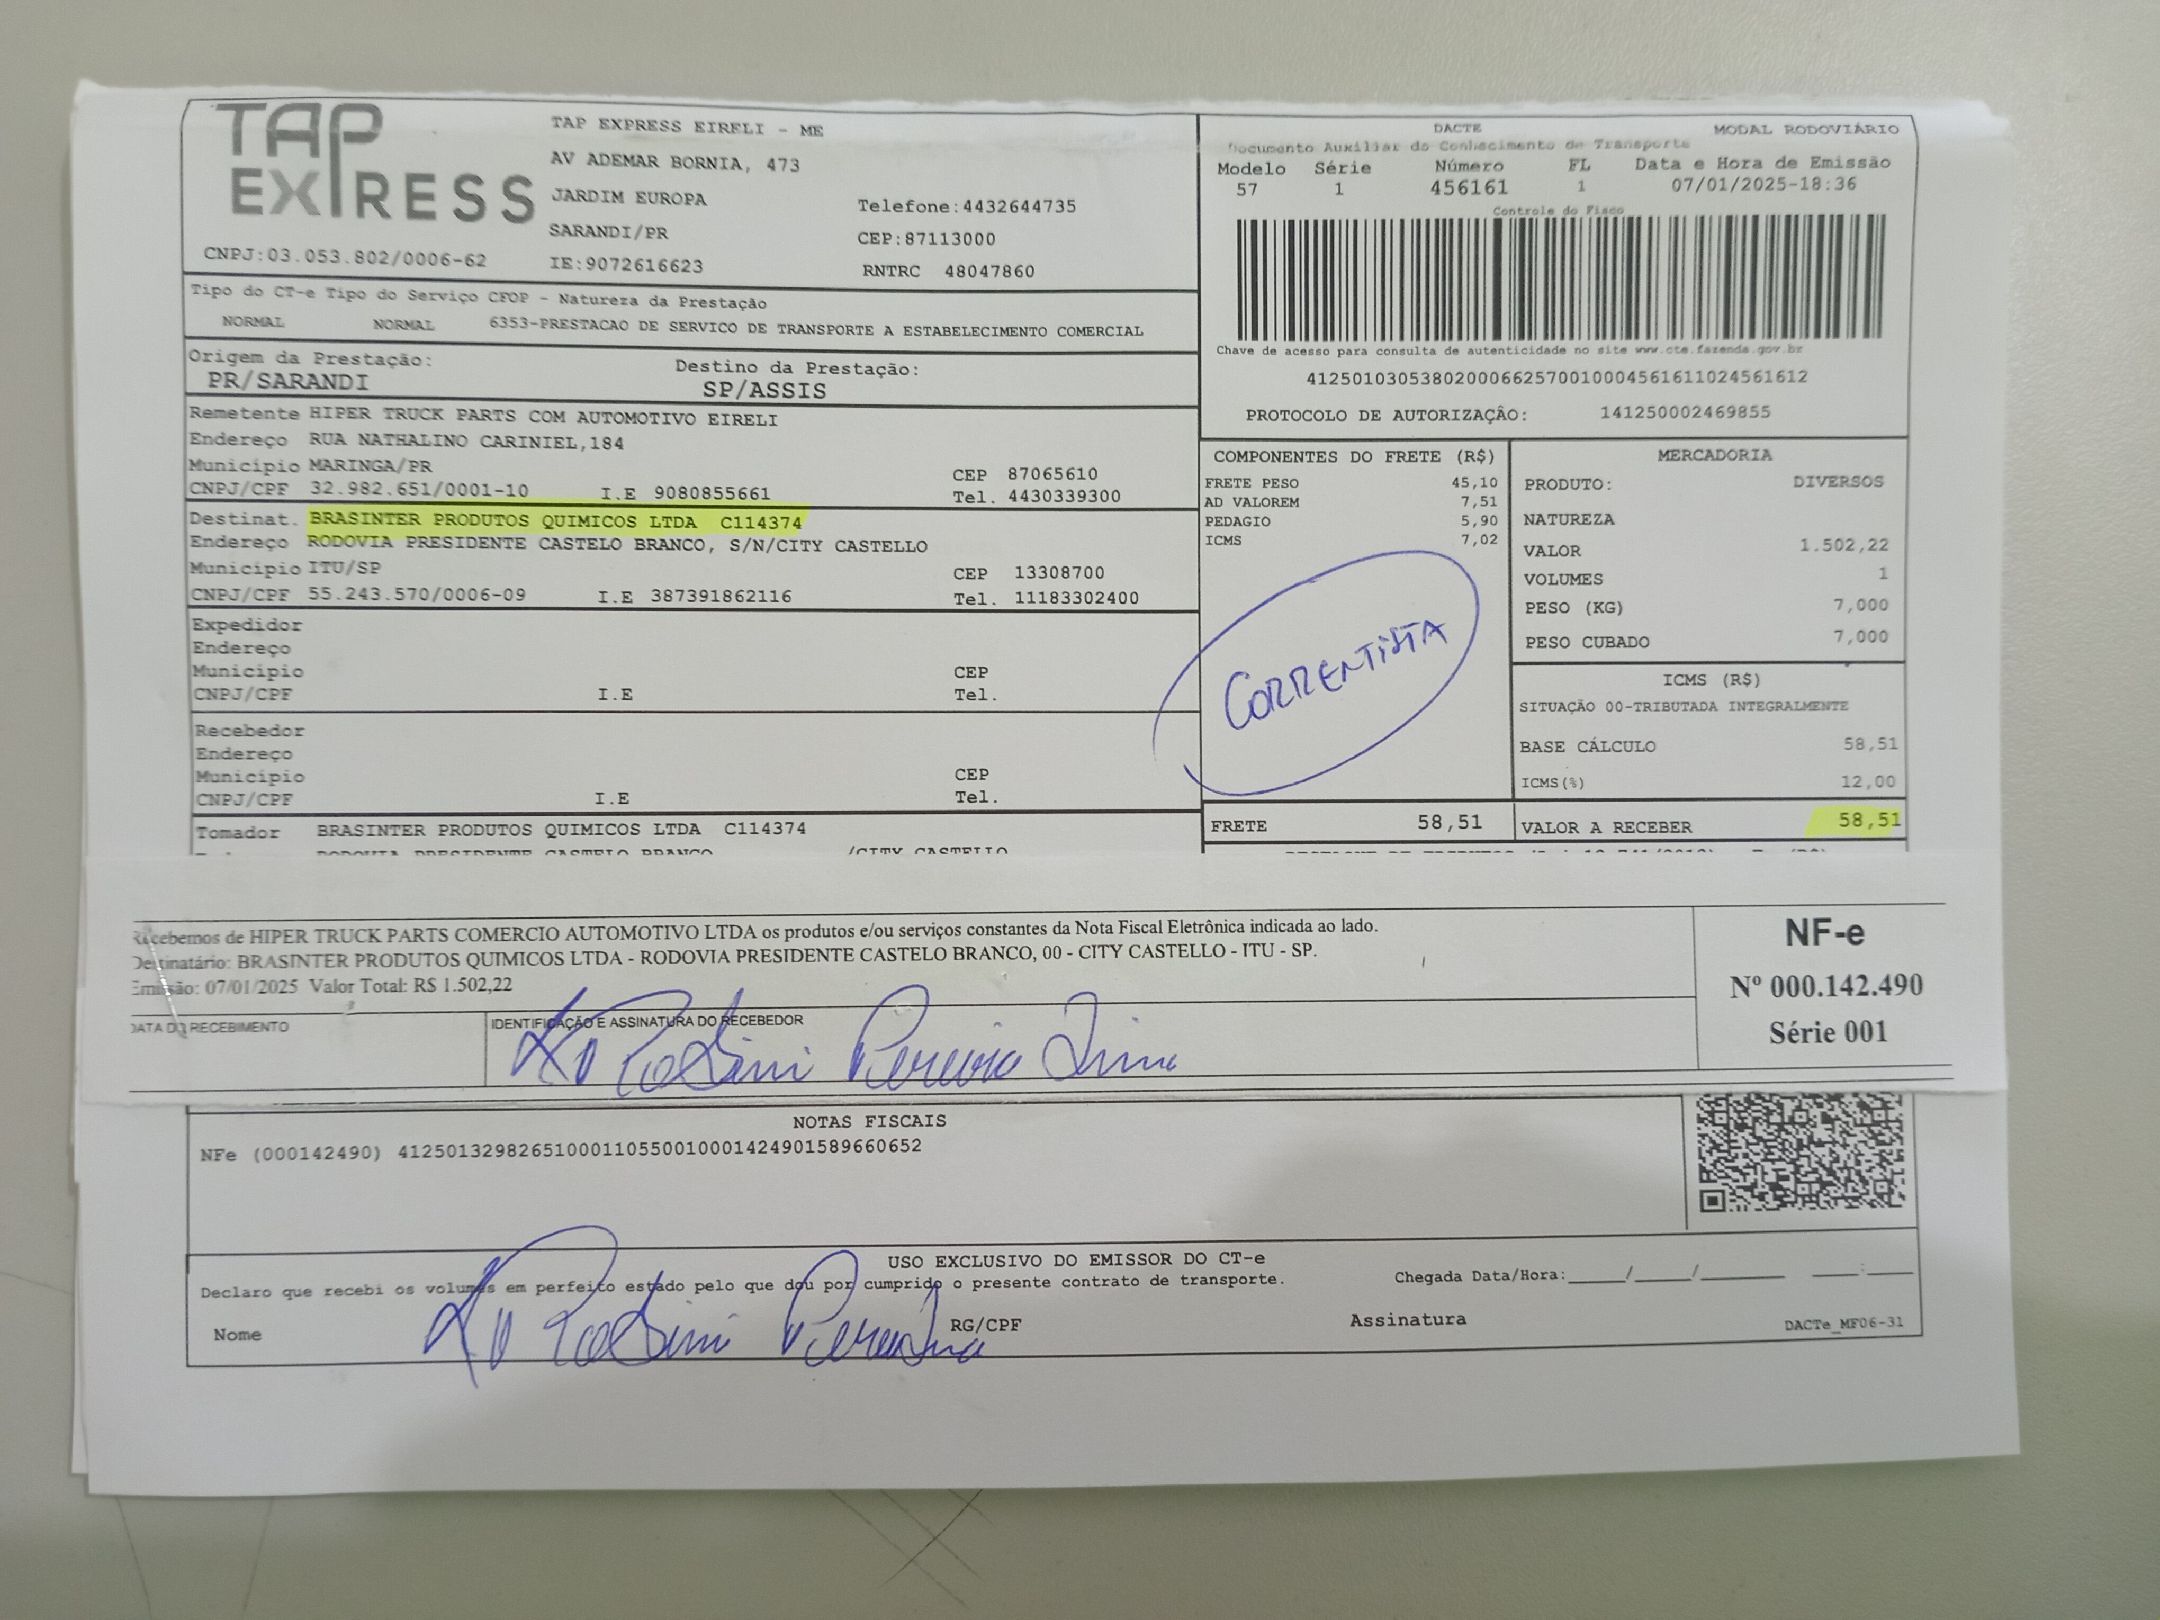 TAP
EXPRESS
TAP EXPRESS EIRELI - ME
AV ADEMAR BORNIA, 473
JARDIM EUROPA
SARANDI/PR
IE:9072616623
Telefone:4432644735
CEP:87113000
RNTRC 48047860
CNPJ:03.053.802/0006-62
DACTE MODAL RODOVIÁRIO
Documento Auxiliar do Conhecimento de Transporte
Modelo Série Número FL Data e Hora de Emissão
57 1 456161 1 07/01/2025-18:36
Controle do Fisco
Chave de acesso para consulta de autenticidade no site www.cte.fazenda.gov.br
41250103053802000662570010004561611024561612
PROTOCOLO DE AUTORIZAÇÃO: 141250002469855
Tipo do CT-e Tipo do Serviço CFOP - Natureza da Prestação
NORMAL NORMAL 6353-PRESTACAO DE SERVICO DE TRANSPORTE A ESTABELECIMENTO COMERCIAL
Origem da Prestação: Destino da Prestação:
PR/SARANDI SP/ASSIS
Remetente HIPER TRUCK PARTS COM AUTOMOTIVO EIRELI
Endereço RUA NATHALINO CARINIEL,184
Município MARINGA/PR CEP 87065610
CNPJ/CPF 32.982.651/0001-10 I.E 9080855661 Tel. 4430339300
Destinat. BRASINTER PRODUTOS QUIMICOS LTDA C114374
Endereço RODOVIA PRESIDENTE CASTELO BRANCO, S/N/CITY CASTELLO
Município ITU/SP CEP 13308700
CNPJ/CPF 55.243.570/0006-09 I.E 387391862116 Tel. 11183302400
Expedidor
Endereço
Município CEP
CNPJ/CPF I.E Tel.
Recebedor
Endereço
Município CEP
CNPJ/CPF I.E Tel.
Tomador BRASINTER PRODUTOS QUIMICOS LTDA C114374
RODOVIA PRESIDENTE CASTELO BRANCO /CITY CASTELLO
COMPONENTES DO FRETE (R$)
FRETE PESO 45,10
AD VALOREM 7,51
PEDAGIO 5,90
ICMS 7,02
CORRENTISTA
FRETE 58,51
MERCADORIA
PRODUTO: DIVERSOS
NATUREZA
VALOR 1.502,22
VOLUMES 1
PESO (KG) 7,000
PESO CUBADO 7,000
ICMS (R$)
SITUAÇÃO 00-TRIBUTADA INTEGRALMENTE
BASE CÁLCULO 58,51
ICMS(%) 12,00
VALOR A RECEBER 58,51
Recebemos de HIPER TRUCK PARTS COMERCIO AUTOMOTIVO LTDA os produtos e/ou serviços constantes da Nota Fiscal Eletrônica indicada ao lado.
Destinatário: BRASINTER PRODUTOS QUIMICOS LTDA - RODOVIA PRESIDENTE CASTELO BRANCO, 00 - CITY CASTELLO - ITU - SP.
Emissão: 07/01/2025 Valor Total: R$ 1.502,22
DATA DO RECEBIMENTO
IDENTIFICAÇÃO E ASSINATURA DO RECEBEDOR
NF-e
Nº 000.142.490
Série 001
NOTAS FISCAIS
NFe (000142490) 41250132982651000110550010001424901589660652
USO EXCLUSIVO DO EMISSOR DO CT-e
Declaro que recebi os volumes em perfeito estado pelo que dou por cumprido o presente contrato de transporte.
Chegada Data/Hora:_____/_____/_______ ____:____
Nome RG/CPF Assinatura DACTe_MF06-31